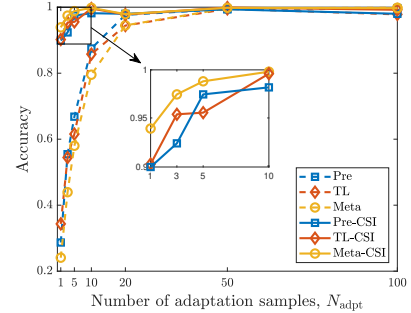 1
0.8
0.6
0.4
0.2
Accuracy
1
0.95
0.9
1 3 5 10
Pre
TL
Meta
Pre-CSI
TL-CSI
Meta-CSI
1 5 10 20 50 100
Number of adaptation samples, N_adpt